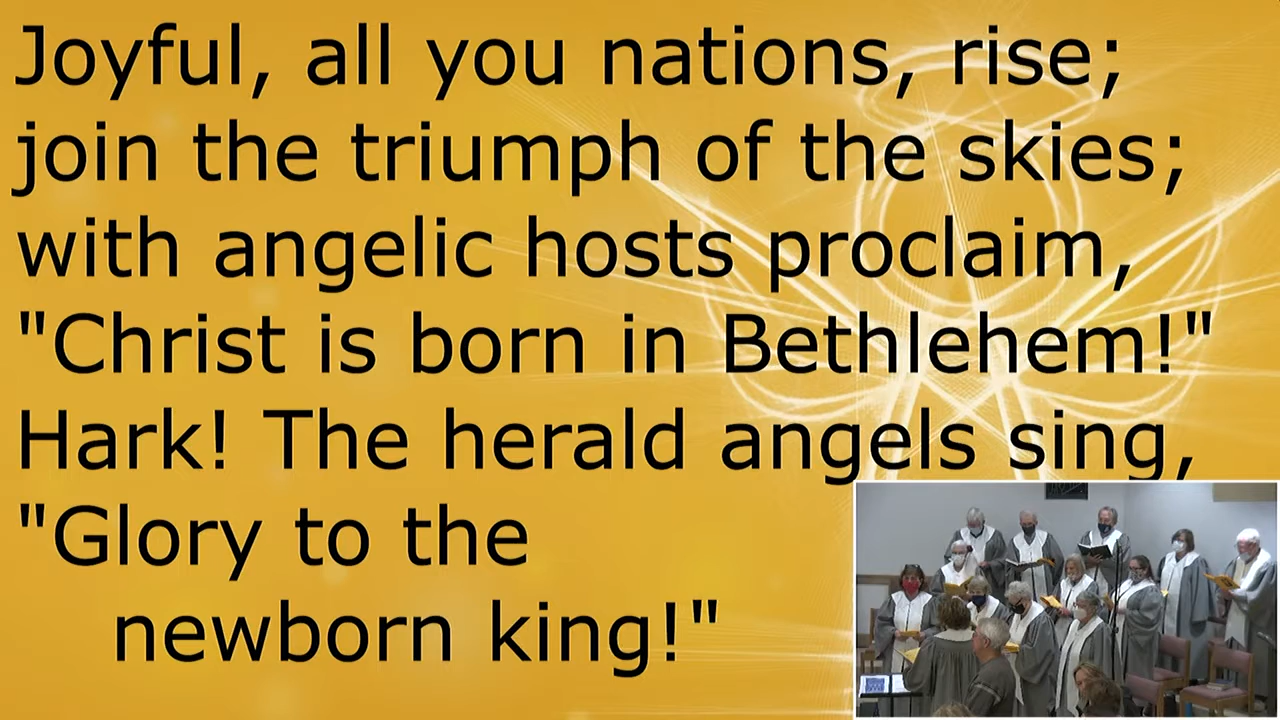 Joyful, all you nations, rise;
join the triumph of the skies;
with angelic hosts proclaim,
"Christ is born in Bethlehem!"
Hark! The herald angels sing,
"Glory to the
newborn king!"